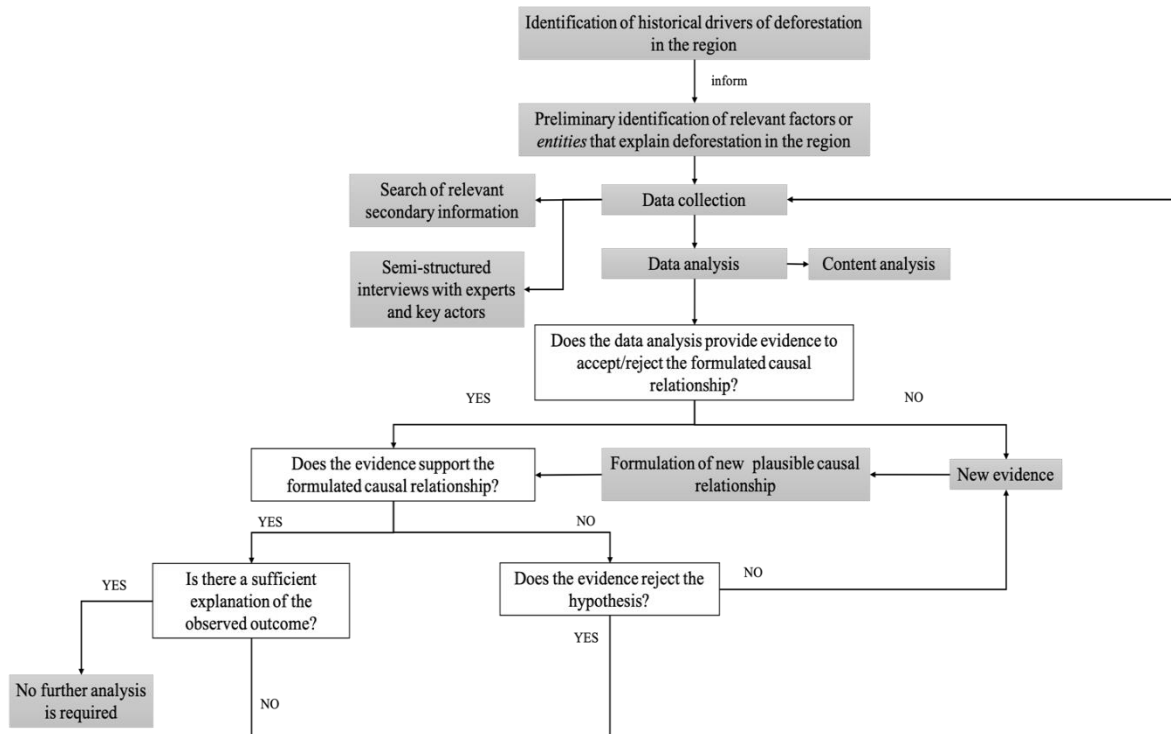 Identification of historical drivers of deforestation
in the region
inform
Preliminary identification of relevant factors or
entities that explain deforestation in the region
Search of relevant
secondary information
Data collection
Semi-structured
interviews with experts
and key actors
Data analysis
Content analysis
Does the data analysis provide evidence to
accept/reject the formulated causal
relationship?
YES
NO
Does the evidence support the
formulated causal relationship?
Formulation of new plausible causal
relationship
New evidence
YES
NO
YES
Is there a sufficient
explanation of the
observed outcome?
Does the evidence reject the
hypothesis?
NO
YES
No further analysis
is required
NO